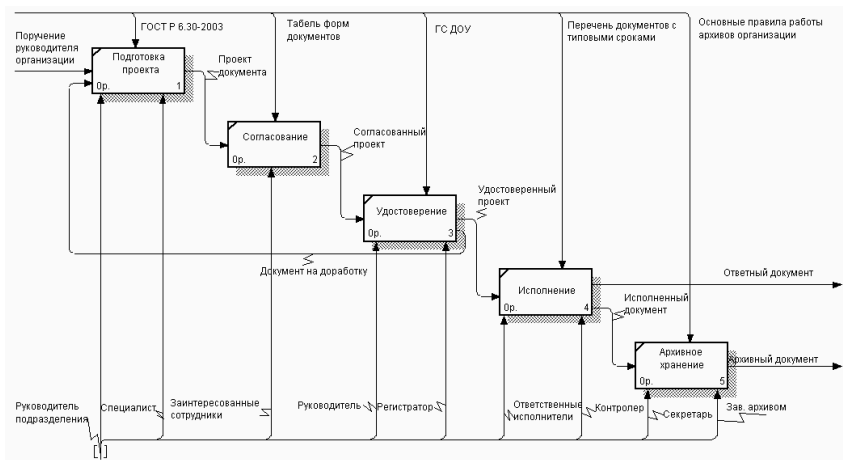 ГОСТ Р 6.30-2003
Табель форм
документов
ГС ДОУ
Перечень документов с
типовыми сроками
Основные правила работы
архивов организации
Поручение
руководителя
организации
Подготовка
проекта
0р. 1
Проект
документа
Согласование
0р. 2
Согласованный
проект
Удостоверение
0р. 3
Удостоверенный
проект
Документ на доработку
Исполнение
0р. 4
Ответный документ
Исполненный
документ
Архивное
хранение
0р. 5
Архивный документ
Руководитель
подразделения
Специалист
Заинтересованные
сотрудники
Руководитель
Регистратор
Ответственные
исполнители
Контролер
Секретарь
Зав. архивом